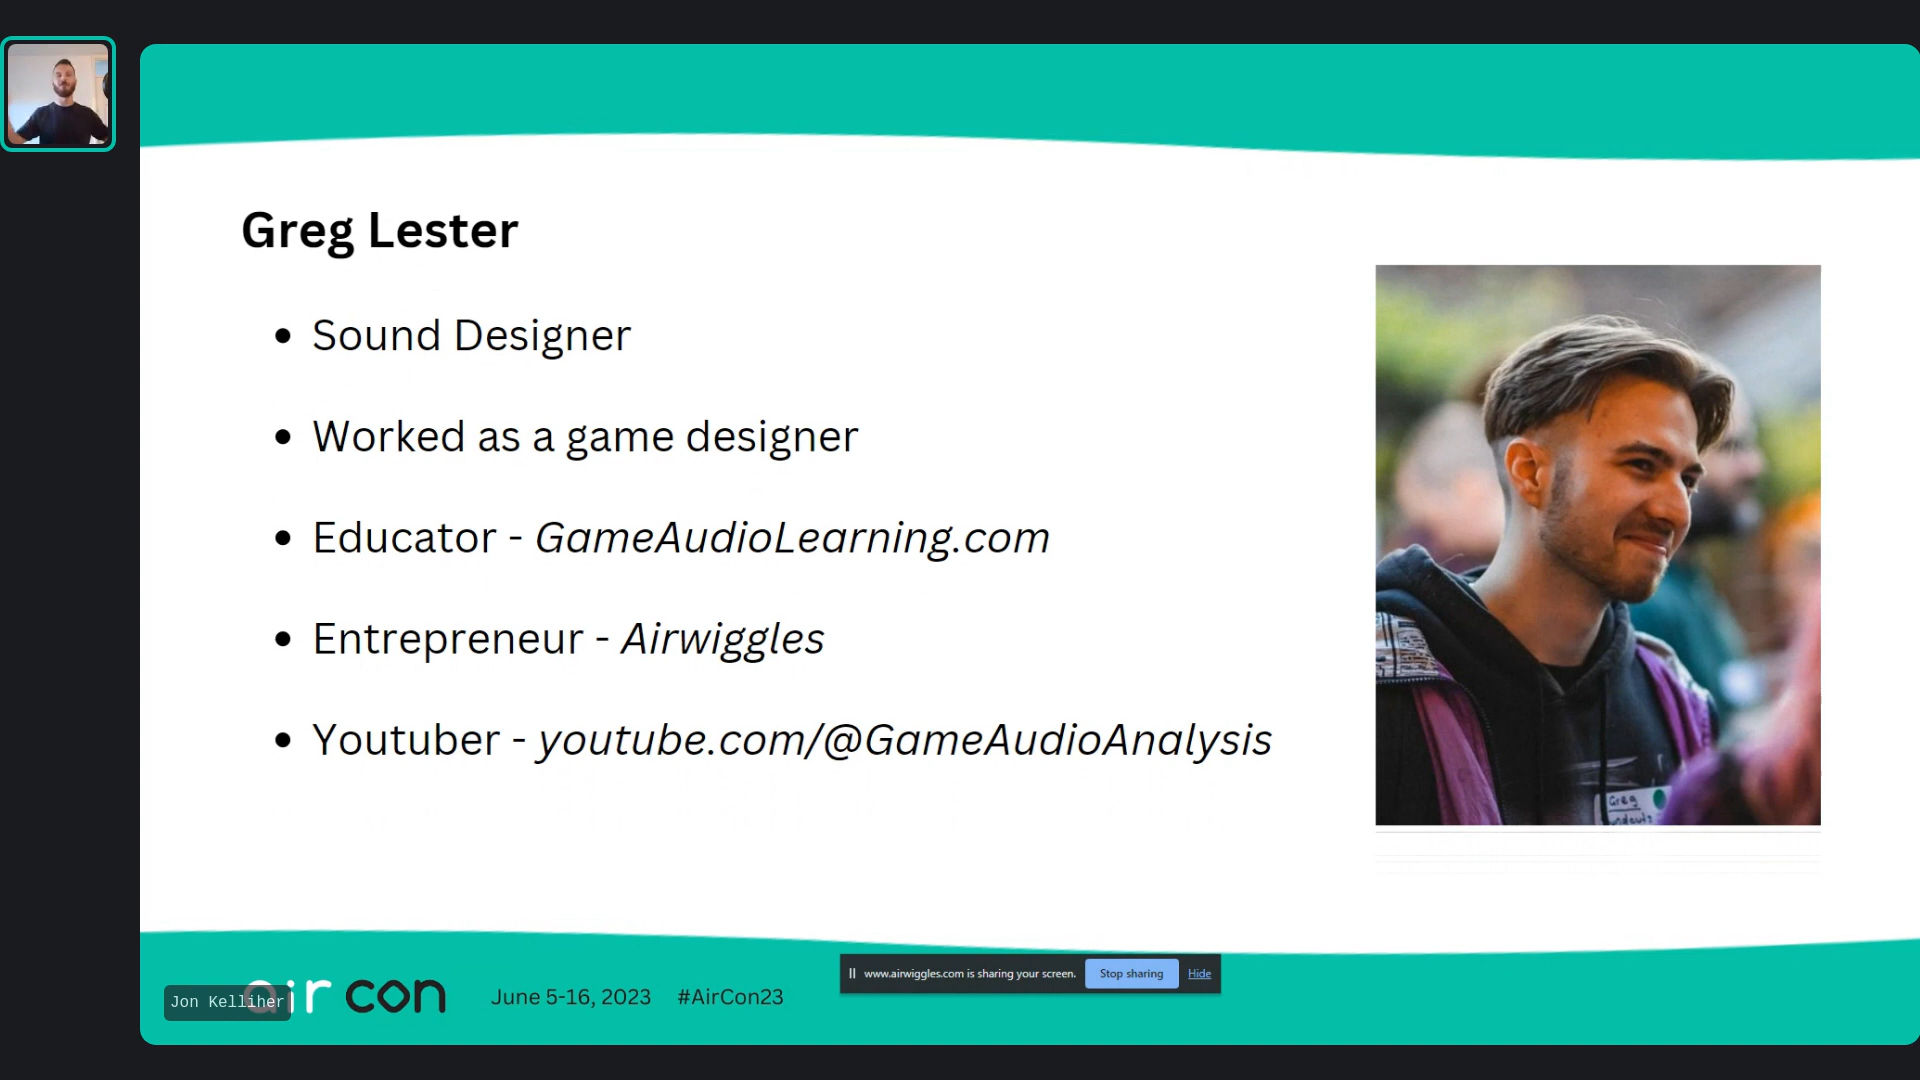 Greg Lester
• Sound Designer
• Worked as a game designer
• Educator - GameAudioLearning.com
• Entrepreneur - Airwiggles
• Youtuber - youtube.com/@GameAudioAnalysis
Greg
www.airwiggles.com is sharing your screen. Stop sharing Hide
air con June 5-16, 2023 #AirCon23
Jon Kelliher